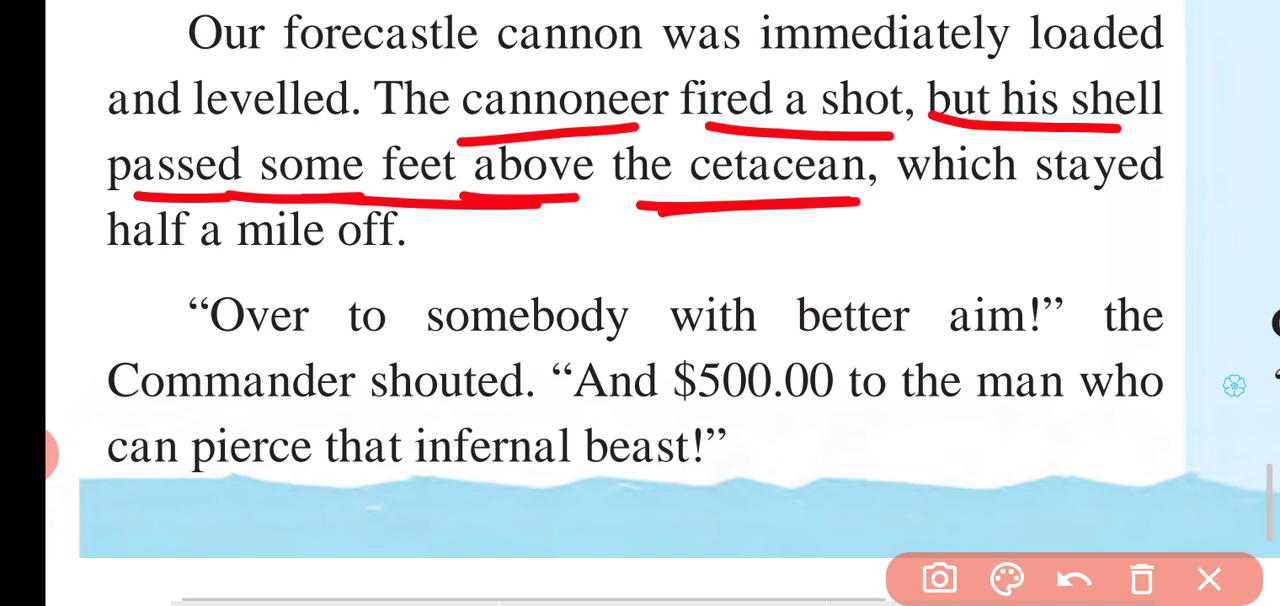 Our forecastle cannon was immediately loaded
and levelled. The cannoneer fired a shot, but his shell
passed some feet above the cetacean, which stayed
half a mile off.
“Over to somebody with better aim!” the
Commander shouted. “And $500.00 to the man who
can pierce that infernal beast!”